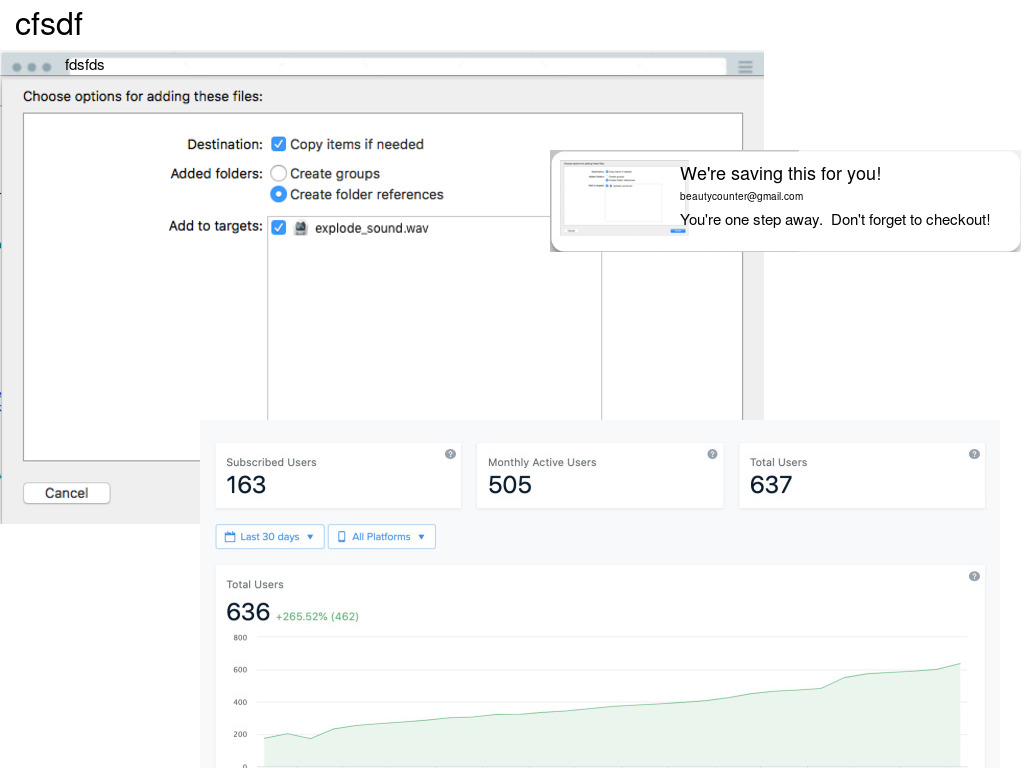 cfsdf
fdsfds
Choose options for adding these files:
Destination: Copy items if needed
Added folders: Create groups
Create folder references
Add to targets: explode_sound.wav
Cancel
We're saving this for you!
beautycounter@gmail.com
You're one step away.  Don't forget to checkout!
Subscribed Users
163
Monthly Active Users
505
Total Users
637
Last 30 days
All Platforms
Total Users
636 +265.52% (462)
800
600
400
200
0